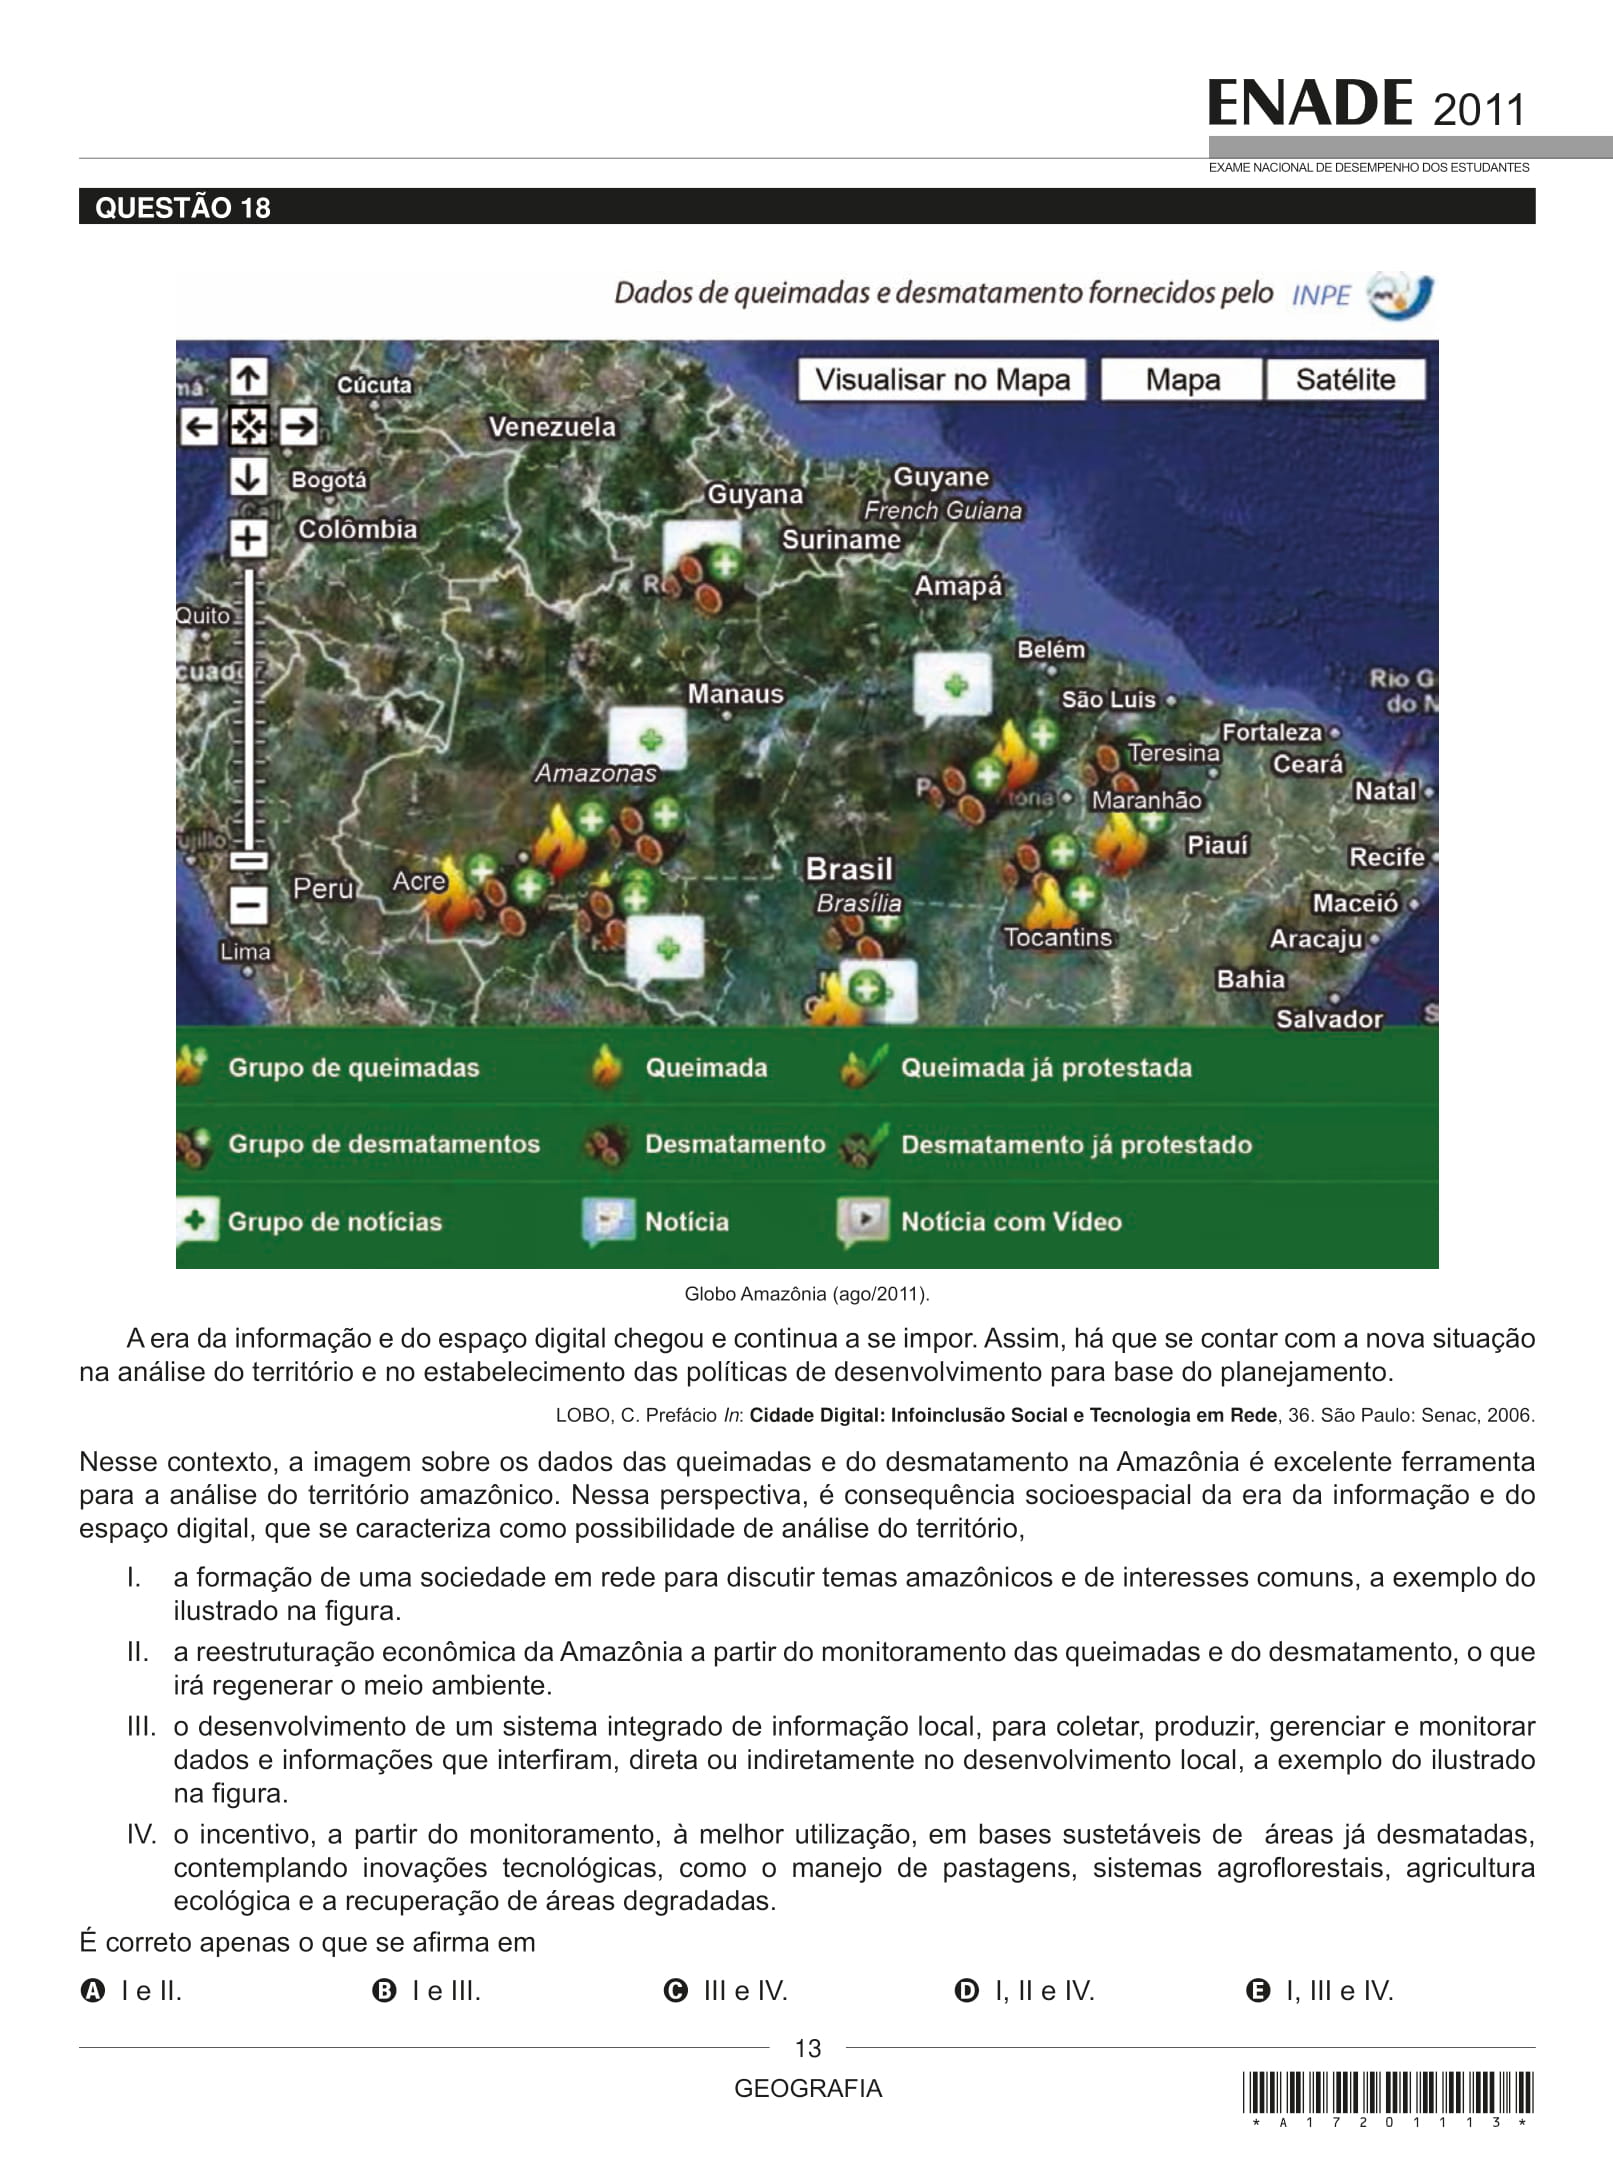 ENADE 2011
EXAME NACIONAL DE DESEMPENHO DOS ESTUDANTES
QUESTÃO 18
Dados de queimadas e desmatamento fornecidos pelo INPE
Visualisar no Mapa Mapa Satélite
Cúcuta
Venezuela
Bogotá
Guyana
Guyane
French Guiana
Colômbia
Suriname
Amapá
Quito
Belém
Rio G
do N
Manaus
São Luis
Fortaleza
Teresina
Ceará
Amazonas
Natal
Maranhão
Piauí
Recife
Brasil
Peru
Acre
Brasília
Maceió
Tocantins
Aracaju
Lima
Bahia
Salvador
Grupo de queimadas Queimada Queimada já protestada
Grupo de desmatamentos Desmatamento Desmatamento já protestado
Grupo de notícias Notícia Notícia com Vídeo
Globo Amazônia (ago/2011).
A era da informação e do espaço digital chegou e continua a se impor. Assim, há que se contar com a nova situação
na análise do território e no estabelecimento das políticas de desenvolvimento para base do planejamento.
LOBO, C. Prefácio In: Cidade Digital: Infoinclusão Social e Tecnologia em Rede, 36. São Paulo: Senac, 2006.
Nesse contexto, a imagem sobre os dados das queimadas e do desmatamento na Amazônia é excelente ferramenta
para a análise do território amazônico. Nessa perspectiva, é consequência socioespacial da era da informação e do
espaço digital, que se caracteriza como possibilidade de análise do território,
I. a formação de uma sociedade em rede para discutir temas amazônicos e de interesses comuns, a exemplo do
ilustrado na figura.
II. a reestruturação econômica da Amazônia a partir do monitoramento das queimadas e do desmatamento, o que
irá regenerar o meio ambiente.
III. o desenvolvimento de um sistema integrado de informação local, para coletar, produzir, gerenciar e monitorar
dados e informações que interfiram, direta ou indiretamente no desenvolvimento local, a exemplo do ilustrado
na figura.
IV. o incentivo, a partir do monitoramento, à melhor utilização, em bases sustetáveis de áreas já desmatadas,
contemplando inovações tecnológicas, como o manejo de pastagens, sistemas agroflorestais, agricultura
ecológica e a recuperação de áreas degradadas.
É correto apenas o que se afirma em
A I e II. B I e III. C III e IV. D I, II e IV. E I, III e IV.
13
GEOGRAFIA
* A 1 7 2 0 1 1 1 3 *